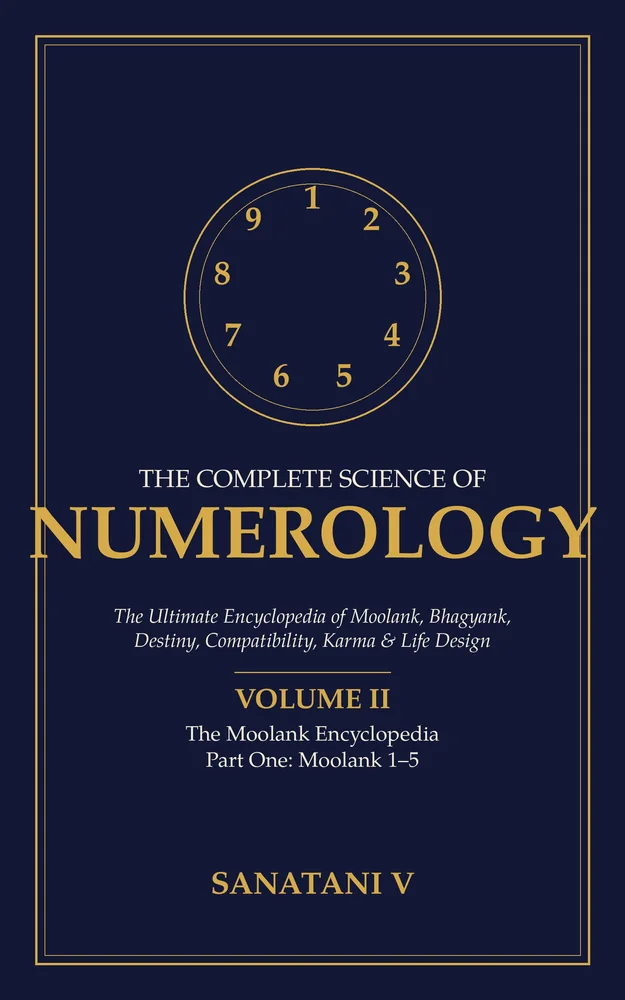 1
2
3
4
5
6
7
8
9
THE COMPLETE SCIENCE OF
NUMEROLOGY
The Ultimate Encyclopedia of Moolank, Bhagyank,
Destiny, Compatibility, Karma & Life Design
VOLUME II
The Moolank Encyclopedia
Part One: Moolank 1–5
SANATANI V